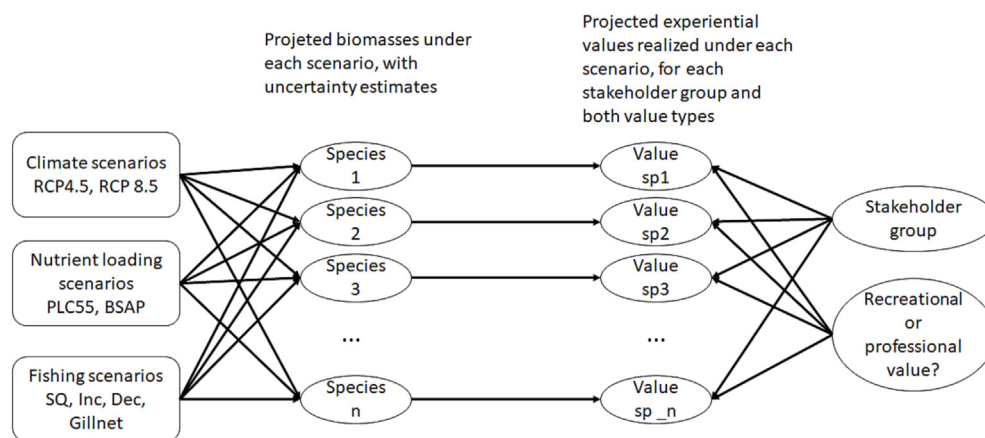 Projeted biomasses under
each scenario, with
uncertainty estimates
Projected experiential
values realized under each
scenario, for each
stakeholder group and
both value types
Climate scenarios
RCP4.5, RCP 8.5
Nutrient loading
scenarios
PLC55, BSAP
Fishing scenarios
SQ, Inc, Dec,
Gillnet
Species
1
Species
2
Species
3
...
Species
n
Value
sp1
Value
sp2
Value
sp3
...
Value
sp _n
Stakeholder
group
Recreational
or
professional
value?